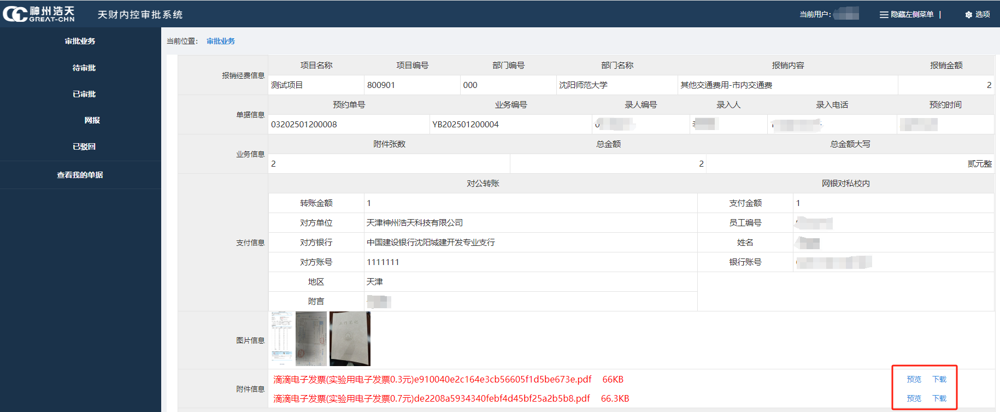 神州浩天
GREAT-CHN
天财内控审批系统
当前用户:
隐藏左侧菜单 |
选项
审批业务
待审批
已审批
网报
已驳回
查看我的单据
当前位置： 审批业务
报销经费信息
项目名称 项目编号 部门编号 部门名称 报销内容 报销金额
测试项目 800901 000 沈阳师范大学 其他交通费用-市内交通费 2
单据信息
预约单号 业务编号 录人编号 录入人 录入电话 预约时间
03202501200008 YB202501200004
业务信息
附件张数 总金额 总金额大写
2 2 贰元整
支付信息
对公转账 网银对私校内
转账金额 1 支付金额 1
对方单位 天津神州浩天科技有限公司 员工编号
对方银行 中国建设银行沈阳城建开发专业支行 姓名
对方账号 1111111 银行账号
地区 天津
附言
图片信息
附件信息
滴滴电子发票(实验用电子发票0.3元)e910040e2c164e3cb56605f1d5be673e.pdf 66KB 预览 下载
滴滴电子发票(实验用电子发票0.7元)de2208a5934340febf4d45bf25a2b5b8.pdf 66.3KB 预览 下载